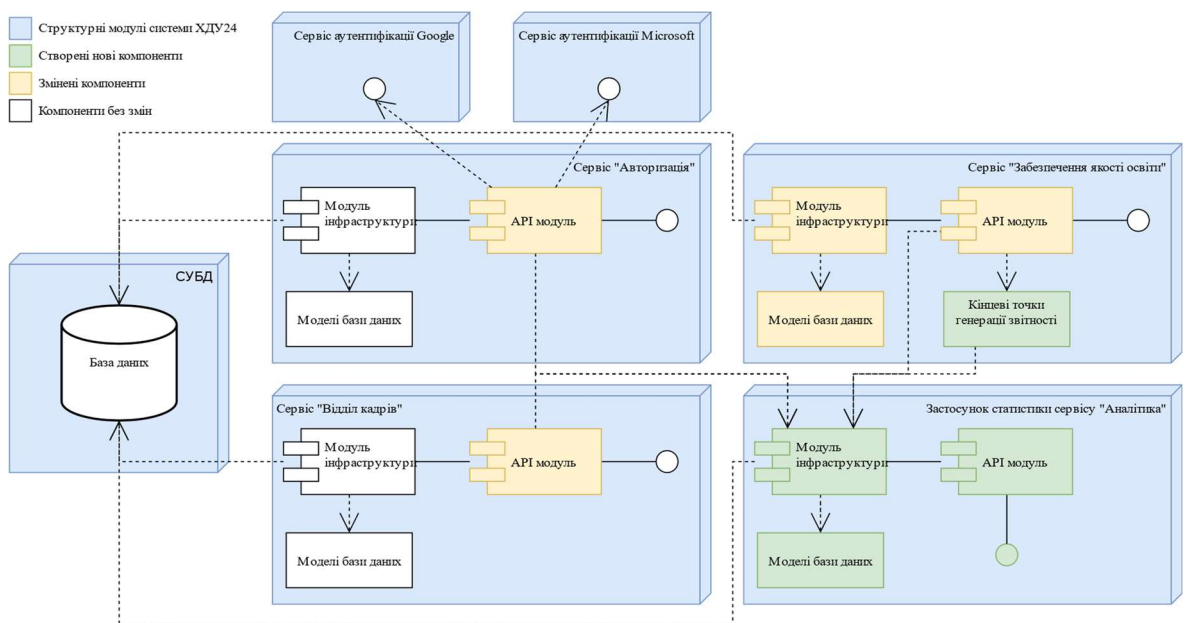 Структурні модулі системи ХДУ24
Створені нові компоненти
Змінені компоненти
Компоненти без змін
Сервіс аутентифікації Google
Сервіс аутентифікації Microsoft
Сервіс "Авторизація"
Модуль
інфраструктури
API модуль
Моделі бази даних
Сервіс "Забезпечення якості освіти"
Модуль
інфраструктури
API модуль
Моделі бази даних
Кінцеві точки
генерації звітності
СУБД
База даних
Сервіс "Відділ кадрів"
Модуль
інфраструктури
API модуль
Моделі бази даних
Застосунок статистики сервісу "Аналітика"
Модуль
інфраструктури
API модуль
Моделі бази даних